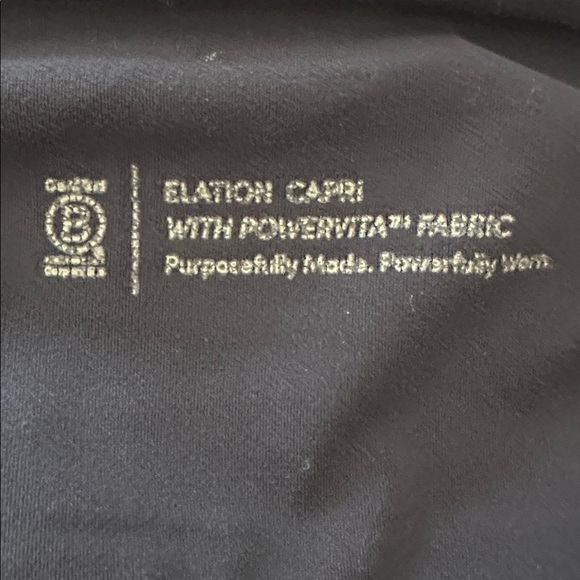 Certified
B
ELATION CAPRI
WITH POWERVITA™ FABRIC
Purposefully Made. Powerfully Worn.